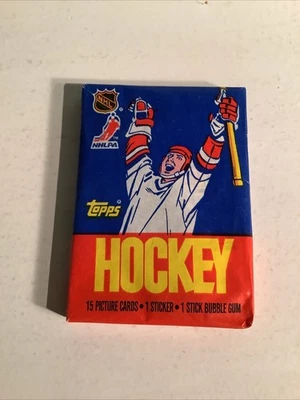 NHL
NHLPA
Topps
HOCKEY
15 PICTURE CARDS • 1 STICKER • 1 STICK BUBBLE GUM